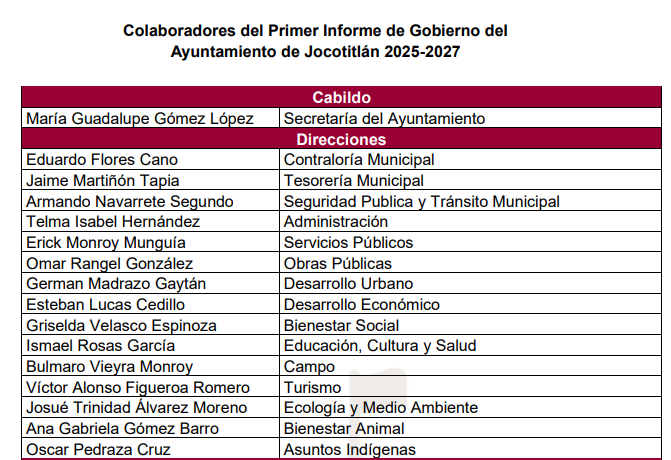 Colaboradores del Primer Informe de Gobierno del
Ayuntamiento de Jocotitlán 2025-2027
Cabildo
María Guadalupe Gómez López Secretaría del Ayuntamiento
Direcciones
Eduardo Flores Cano Contraloría Municipal
Jaime Martiñón Tapia Tesorería Municipal
Armando Navarrete Segundo Seguridad Publica y Tránsito Municipal
Telma Isabel Hernández Administración
Erick Monroy Munguía Servicios Públicos
Omar Rangel González Obras Públicas
German Madrazo Gaytán Desarrollo Urbano
Esteban Lucas Cedillo Desarrollo Económico
Griselda Velasco Espinoza Bienestar Social
Ismael Rosas García Educación, Cultura y Salud
Bulmaro Vieyra Monroy Campo
Víctor Alonso Figueroa Romero Turismo
Josué Trinidad Álvarez Moreno Ecología y Medio Ambiente
Ana Gabriela Gómez Barro Bienestar Animal
Oscar Pedraza Cruz Asuntos Indígenas